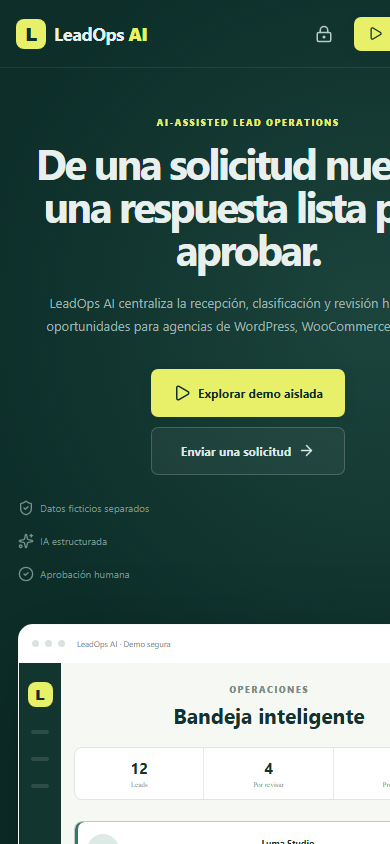 L LeadOps AI
AI-ASSISTED LEAD OPERATIONS
De una solicitud nue
una respuesta lista p
aprobar.
LeadOps AI centraliza la recepción, clasificación y revisión h
oportunidades para agencias de WordPress, WooCommerce
Explorar demo aislada
Enviar una solicitud
Datos ficticios separados
IA estructurada
Aprobación humana
LeadOps AI · Demo segura
L
OPERACIONES
Bandeja inteligente
12
4
Leads
Por revisar
Luma Studio